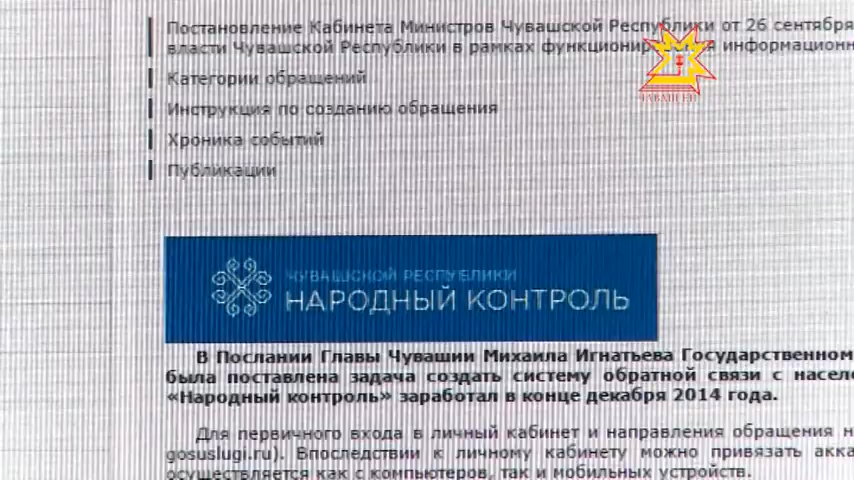 Постановление Кабинета Министров Чувашской Республики от 26 сентября
власти Чувашской Республики в рамках
Категории обращений
Инструкция по созданию обращения
Хроника событий
Публикации
ЧУВАШСКОЙ РЕСПУБЛИКИ
НАРОДНЫЙ КОНТРОЛЬ
В Послании Главы Чувашии Михаила Игнатьева Государственном
была поставлена задача создать систему обратной связи с насел
«Народный контроль» заработал в конце декабря 2014 года.
Для первичного входа в личный кабинет и направления обращения н
gosuslugi.ru). Впоследствии к личному кабинету можно привязать акка
осуществляется как с компьютеров, так и мобильных устройств.